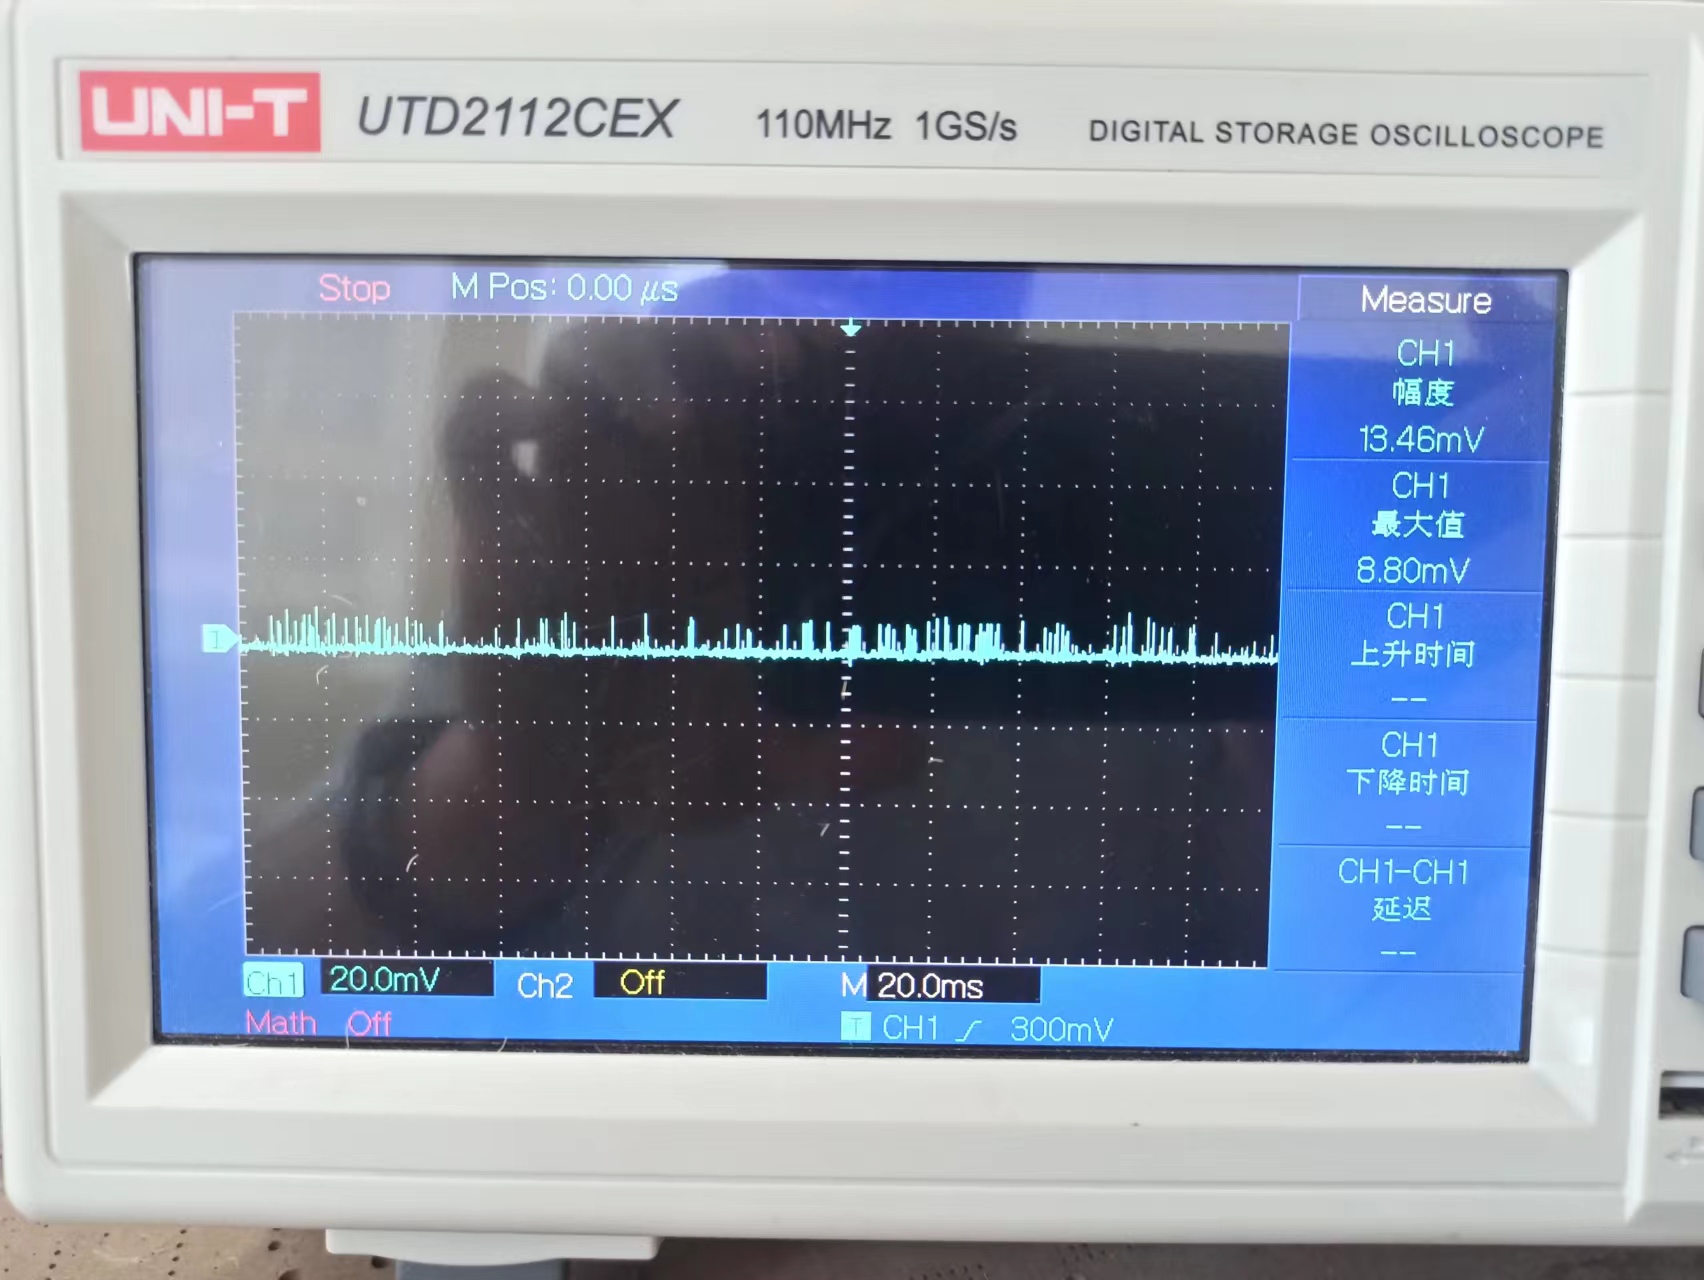 UNI-T UTD2112CEX 110MHz 1GS/s DIGITAL STORAGE OSCILLOSCOPE
Stop M Pos: 0.00 μs
Measure
CH1
幅度
13.46mV
CH1
最大值
8.80mV
CH1
上升时间
--
CH1
下降时间
--
CH1-CH1
延迟
--
1
Ch1 20.0mV Ch2 Off M 20.0ms
Math Off T CH1 300mV